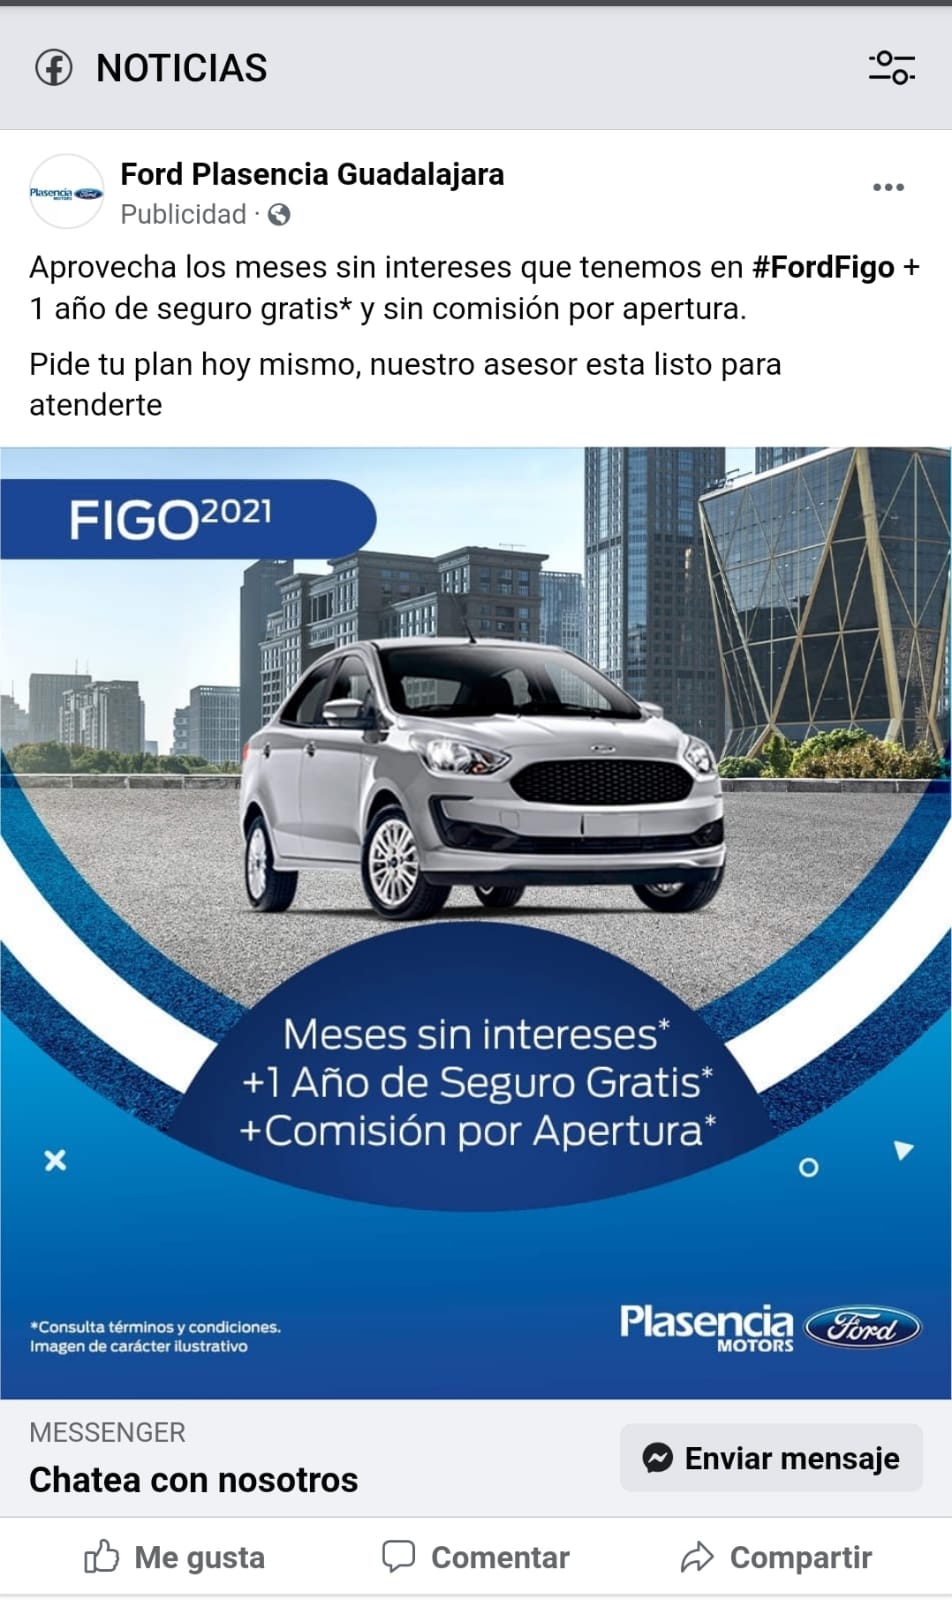 NOTICIAS
Ford Plasencia Guadalajara
Publicidad ·
Aprovecha los meses sin intereses que tenemos en #FordFigo +
1 año de seguro gratis* y sin comisión por apertura.
Pide tu plan hoy mismo, nuestro asesor esta listo para
atenderte
Plasencia Ford
MOTORS
FIGO2021
Meses sin intereses*
+1 Año de Seguro Gratis*
+Comisión por Apertura*
*Consulta términos y condiciones.
Imagen de carácter ilustrativo
Plasencia
MOTORS
Ford
MESSENGER
Chatea con nosotros
Enviar mensaje
Me gusta
Comentar
Compartir